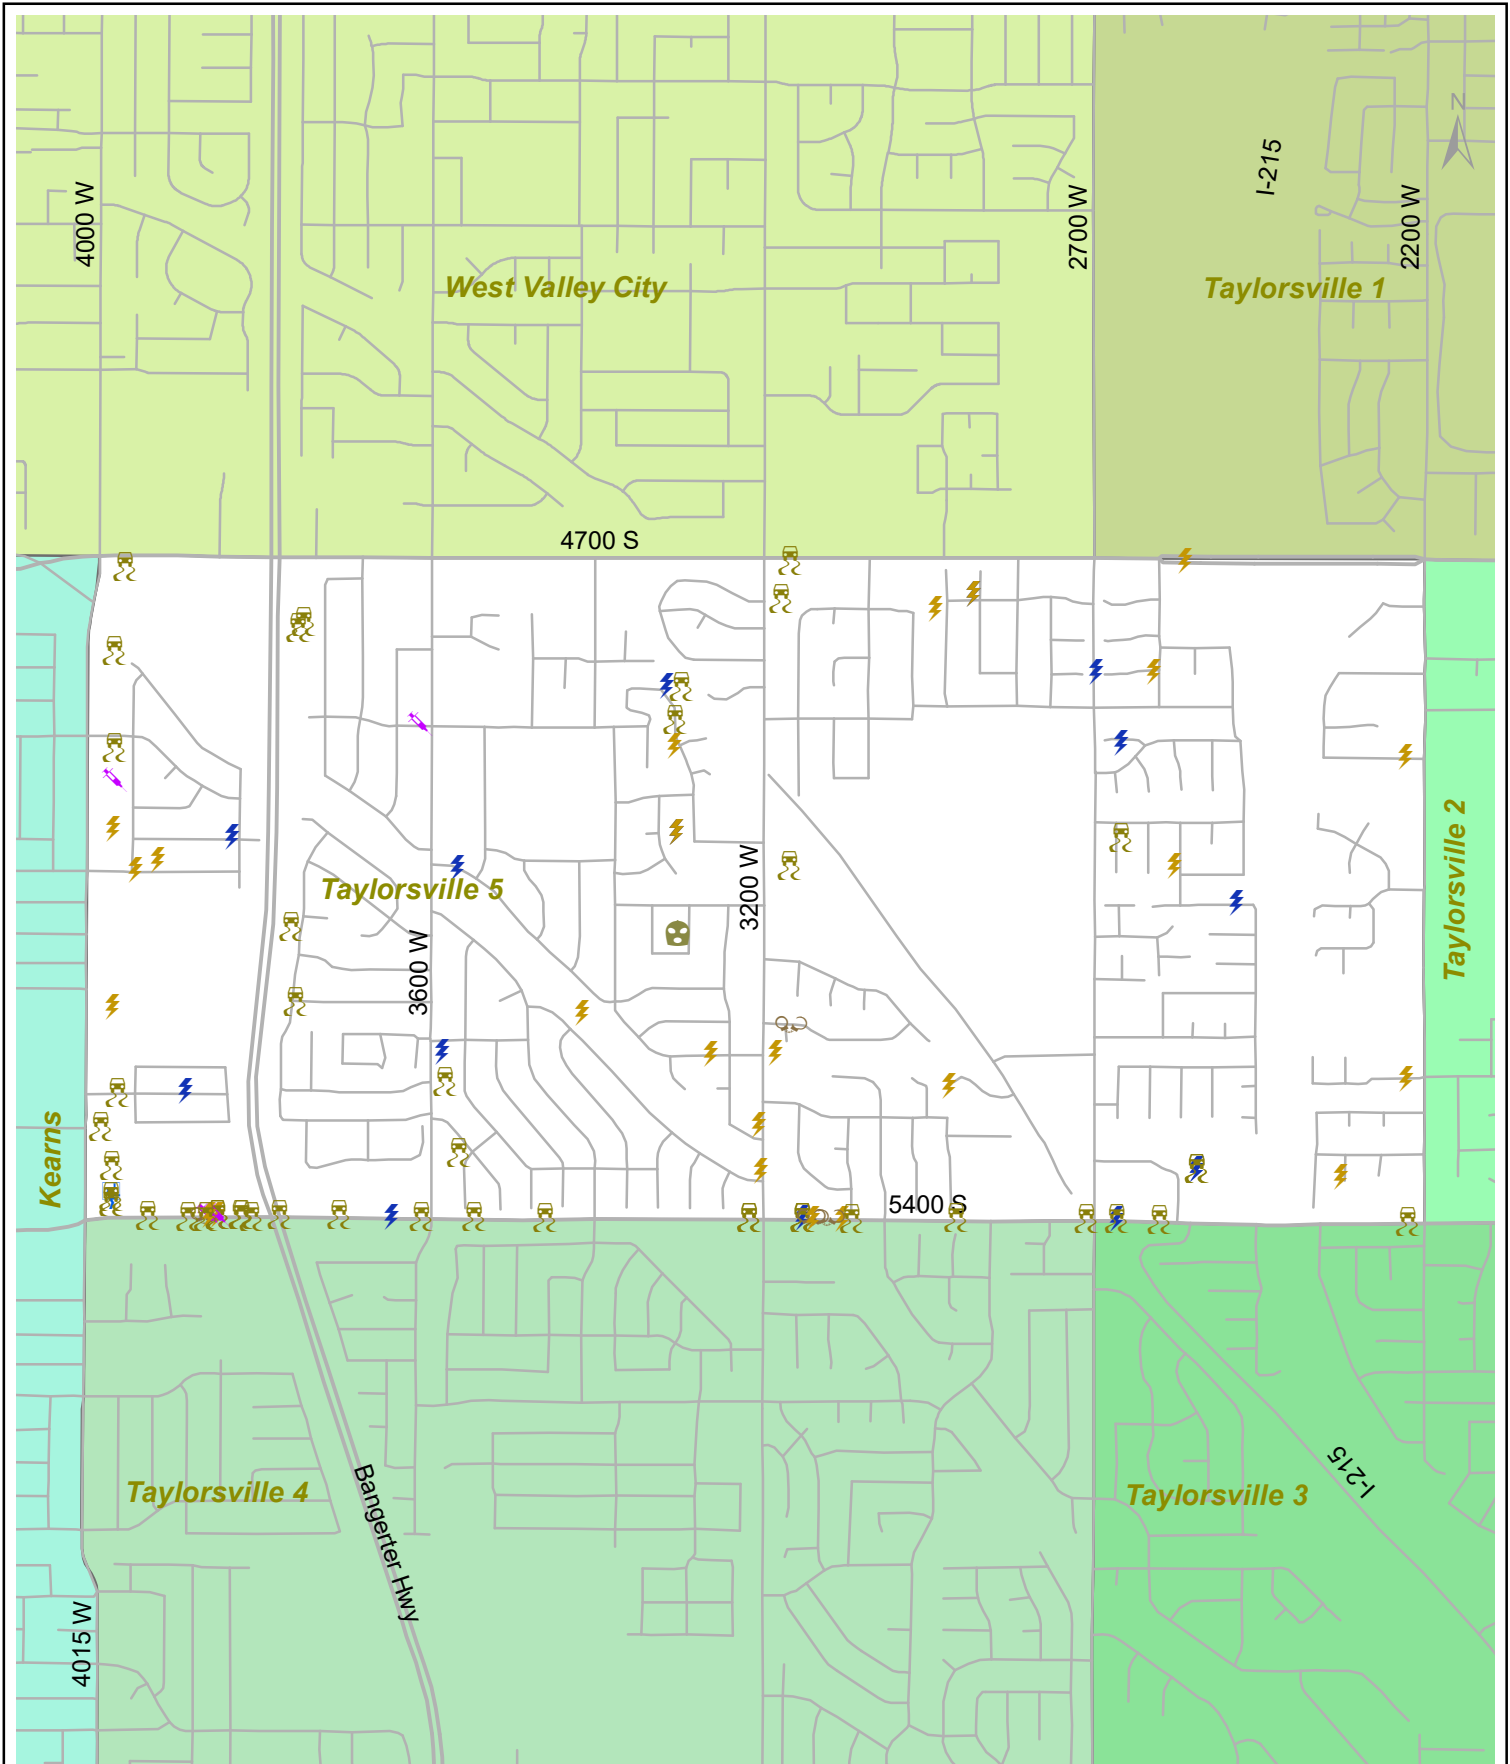 N
I-215
4000 W
2700 W
2200 W
West Valley City
Taylorsville 1
4700 S
Taylorsville 2
3200 W
Taylorsville 5
3600 W
Kearns
5400 S
I-215
Taylorsville 4
Taylorsville 3
Bangerter Hwy
4015 W